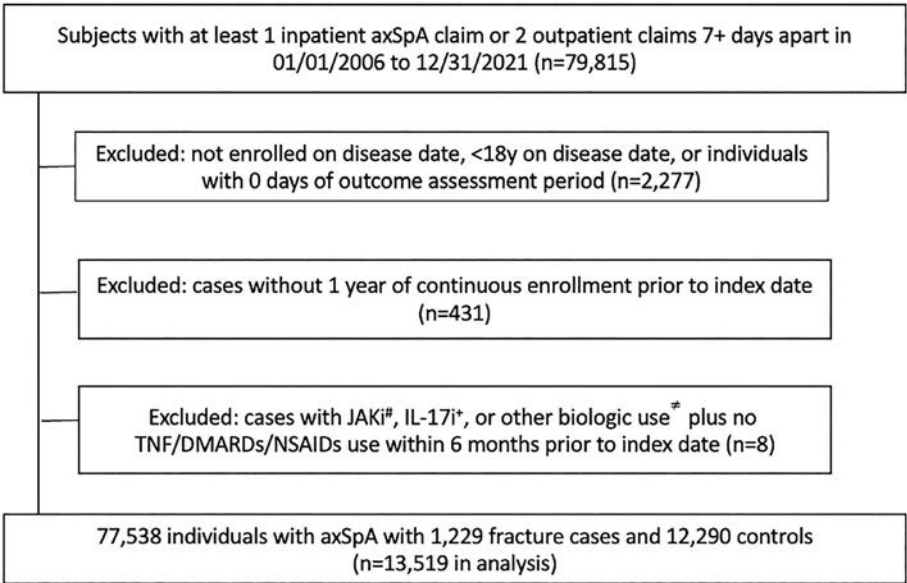 Subjects with at least 1 inpatient axSpA claim or 2 outpatient claims 7+ days apart in
01/01/2006 to 12/31/2021 (n=79,815)
Excluded: not enrolled on disease date, <18y on disease date, or individuals
with 0 days of outcome assessment period (n=2,277)
Excluded: cases without 1 year of continuous enrollment prior to index date
(n=431)
Excluded: cases with JAKi#, IL-17i+, or other biologic use≠ plus no
TNF/DMARDs/NSAIDs use within 6 months prior to index date (n=8)
77,538 individuals with axSpA with 1,229 fracture cases and 12,290 controls
(n=13,519 in analysis)